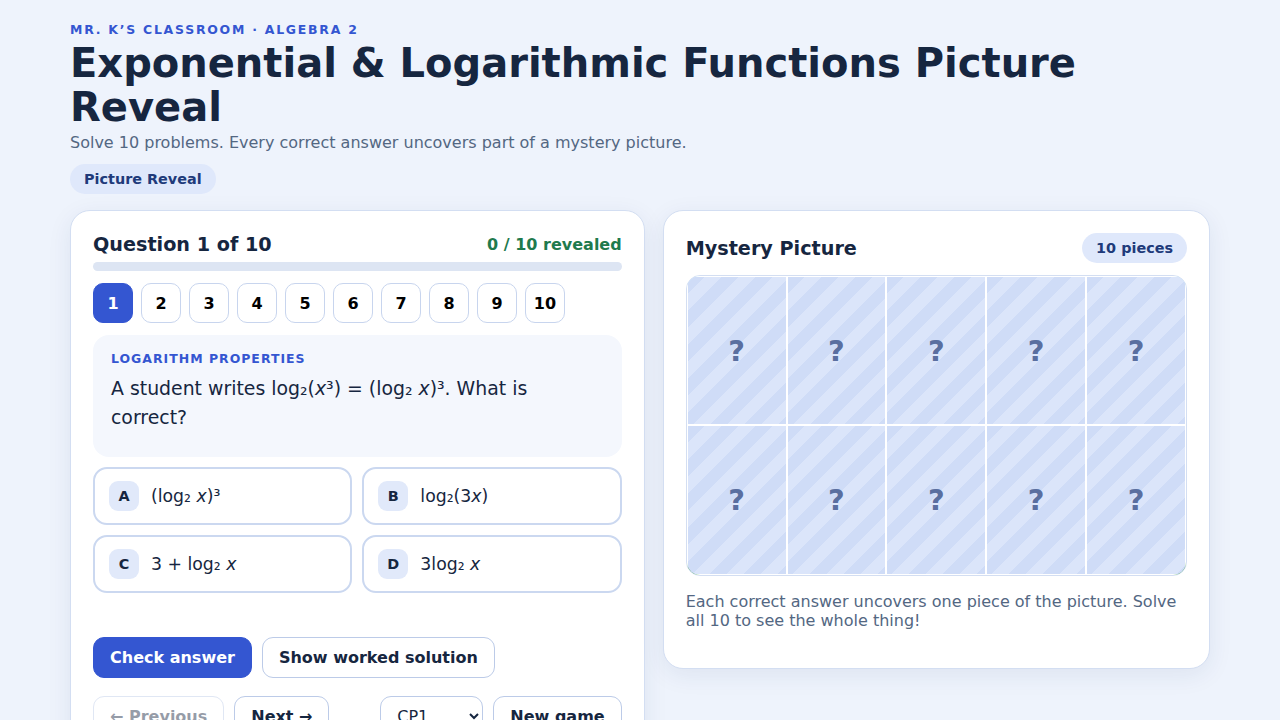 MR. K’S CLASSROOM · ALGEBRA 2
Exponential & Logarithmic Functions Picture
Reveal
Solve 10 problems. Every correct answer uncovers part of a mystery picture.
Picture Reveal
Question 1 of 10
0 / 10 revealed
1 2 3 4 5 6 7 8 9 10
LOGARITHM PROPERTIES
A student writes log₂(x³) = (log₂ x)³. What is
correct?
A (log₂ x)³
B log₂(3x)
C 3 + log₂ x
D 3log₂ x
Check answer
Show worked solution
← Previous
Next →
CP1
New game
Mystery Picture
10 pieces
? ? ? ? ?
? ? ? ? ?
Each correct answer uncovers one piece of the picture. Solve
all 10 to see the whole thing!